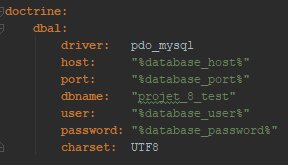 doctrine:
    dbal:
        driver:   pdo_mysql
        host:     "%database_host%"
        port:     "%database_port%"
        dbname:   "projet_8_test"
        user:     "%database_user%"
        password: "%database_password%"
        charset:  UTF8